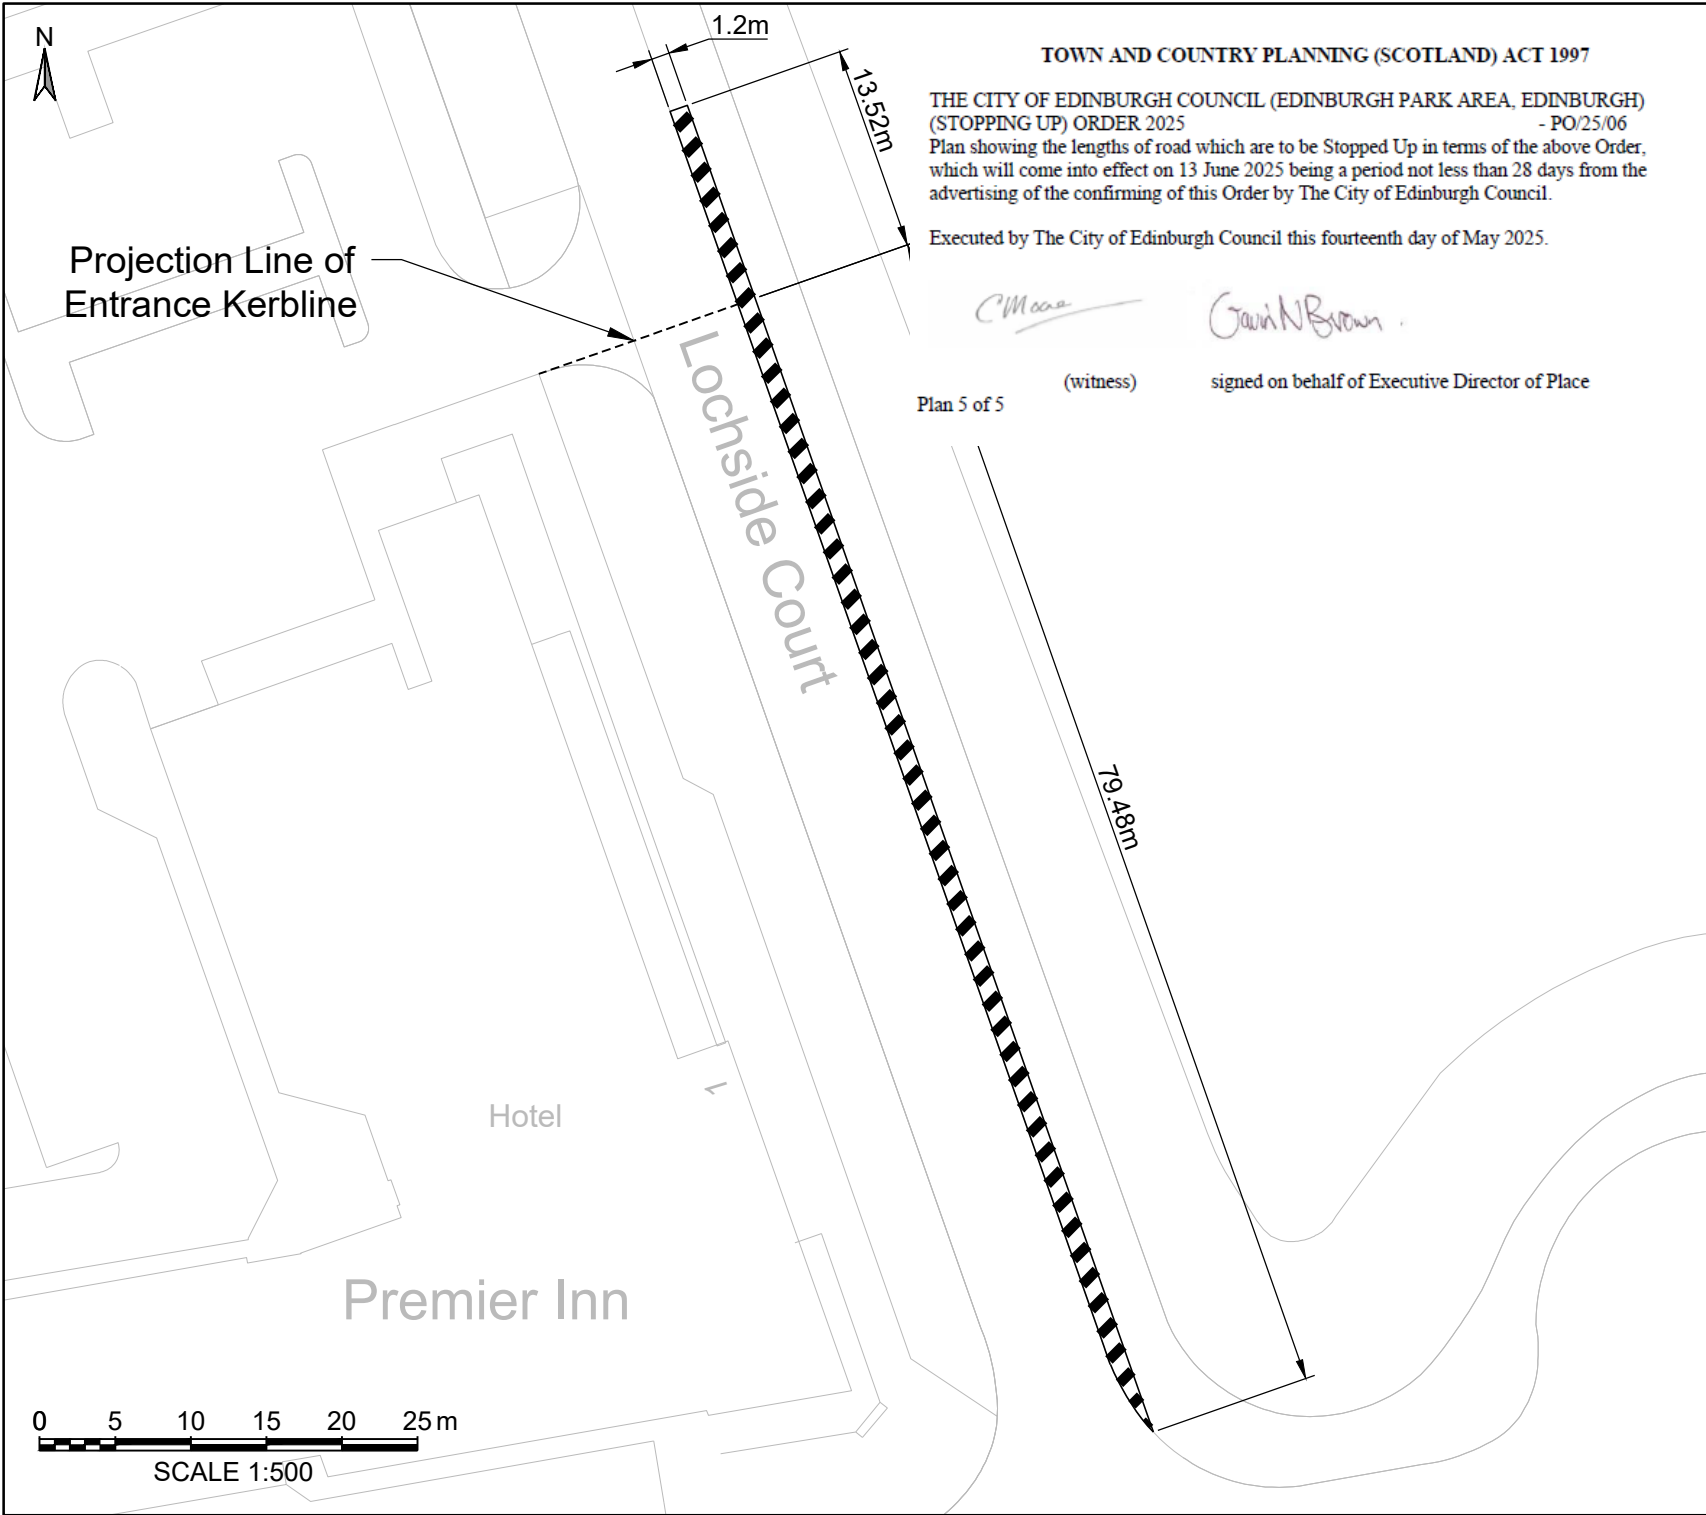 N
1.2m
13.52m
TOWN AND COUNTRY PLANNING (SCOTLAND) ACT 1997
THE CITY OF EDINBURGH COUNCIL (EDINBURGH PARK AREA, EDINBURGH)
(STOPPING UP) ORDER 2025 - PO/25/06
Plan showing the lengths of road which are to be Stopped Up in terms of the above Order,
which will come into effect on 13 June 2025 being a period not less than 28 days from the
advertising of the confirming of this Order by The City of Edinburgh Council.
Executed by The City of Edinburgh Council this fourteenth day of May 2025.
Gavin N Brown.
(witness) signed on behalf of Executive Director of Place
Plan 5 of 5
Projection Line of
Entrance Kerbline
Lochside Court
79.48m
1
Hotel
Premier Inn
0 5 10 15 20 25 m
SCALE 1:500